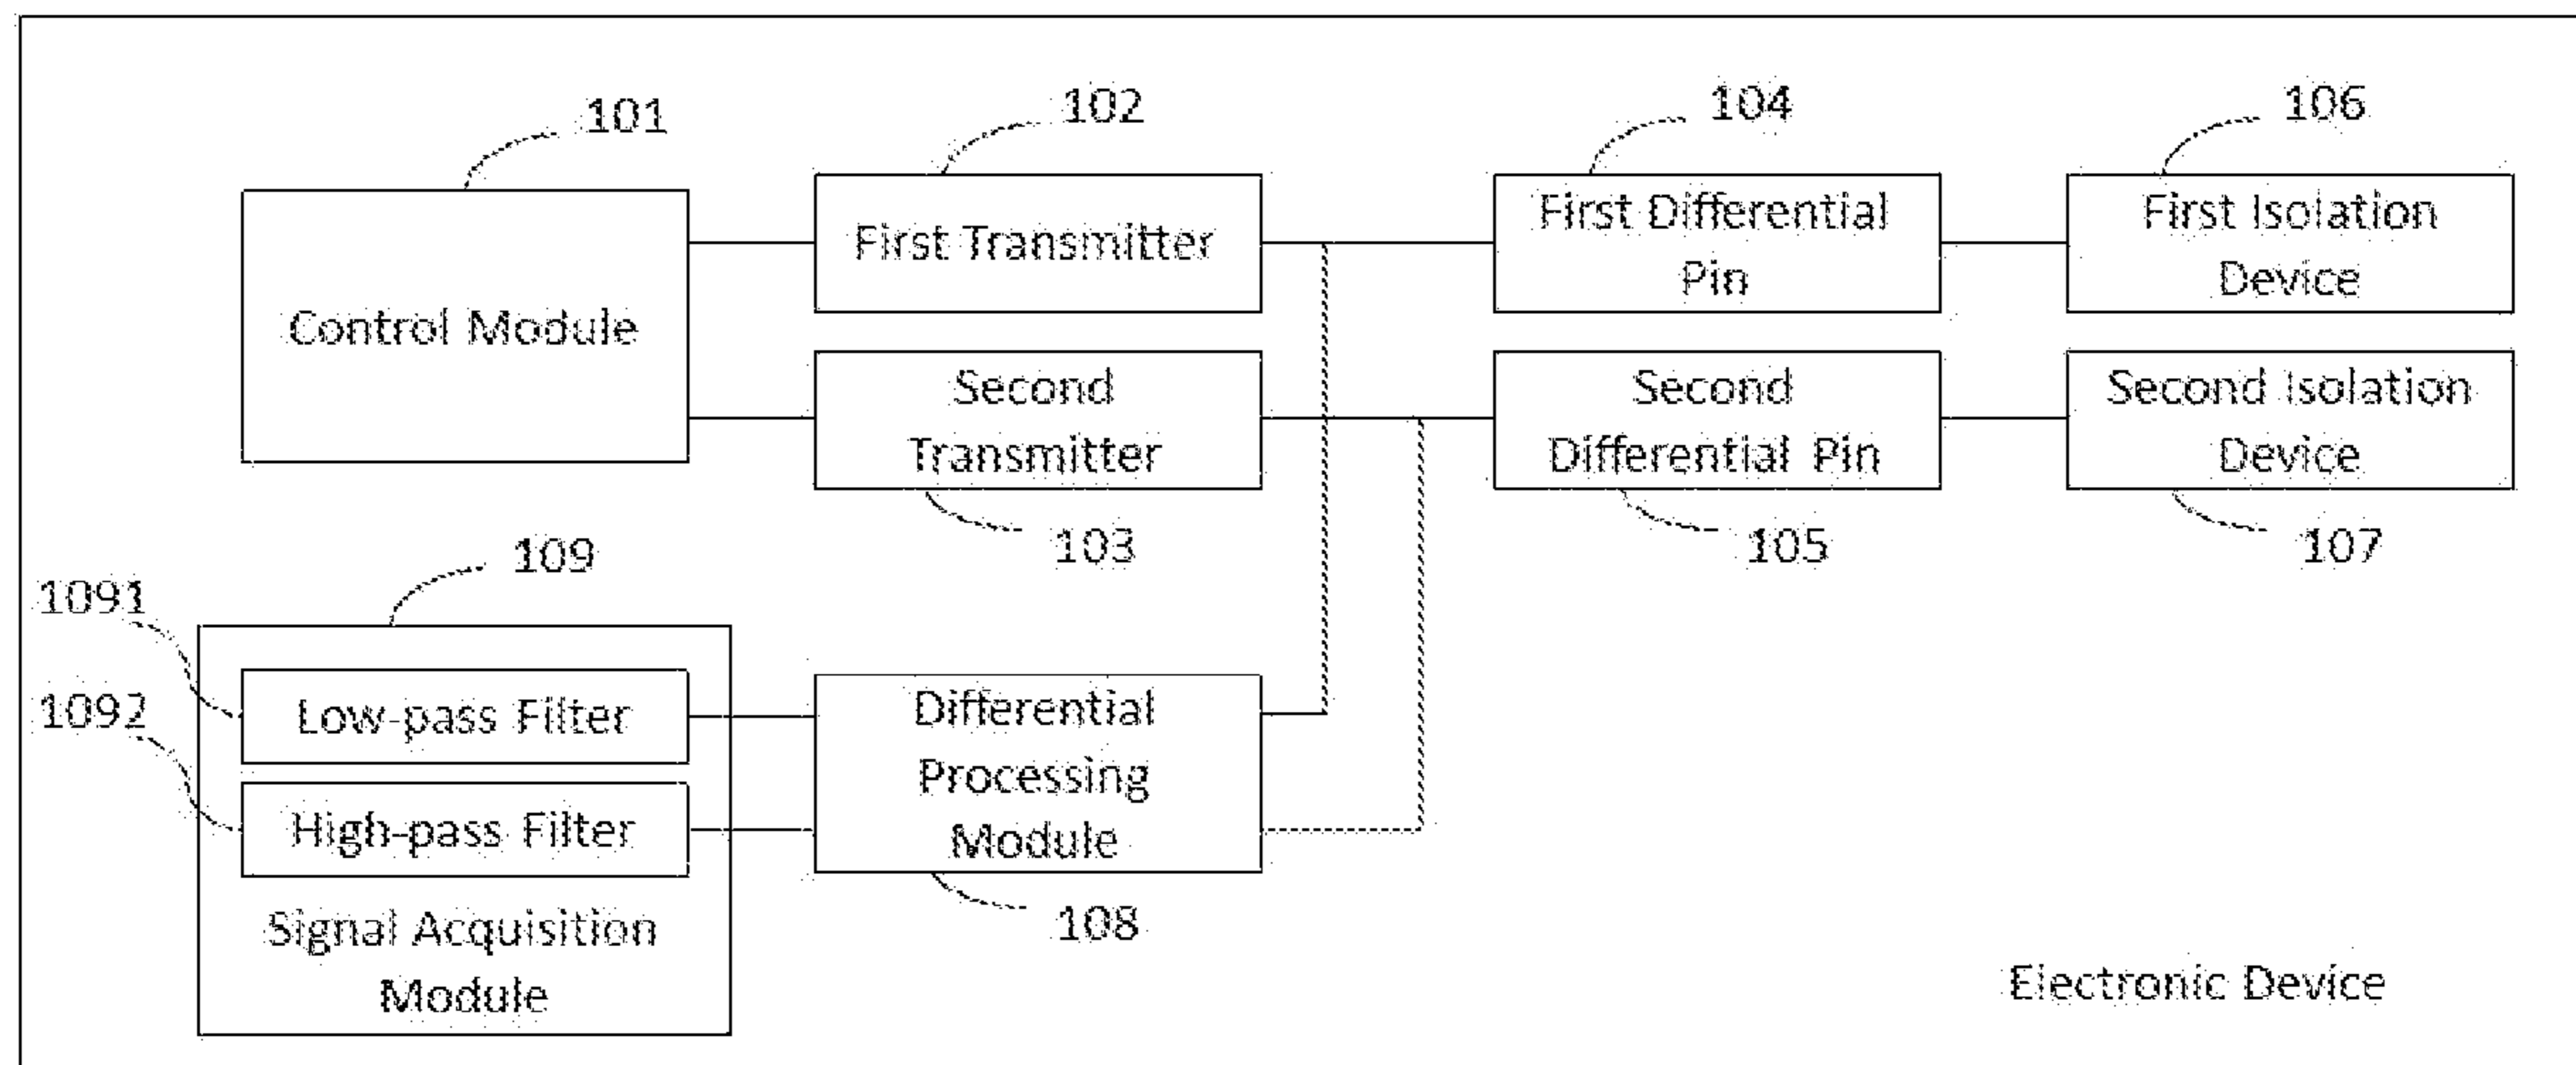 101
102
104
106
Control Module
First Transmitter
First Differential
Pin
First Isolation
Device
Second
Transmitter
Second
Differential Pin
Second Isolation
Device
103
105
107
109
1091
1092
Low-pass Filter
High-pass Filter
Signal Acquisition
Module
Differential
Processing
Module
108
Electronic Device